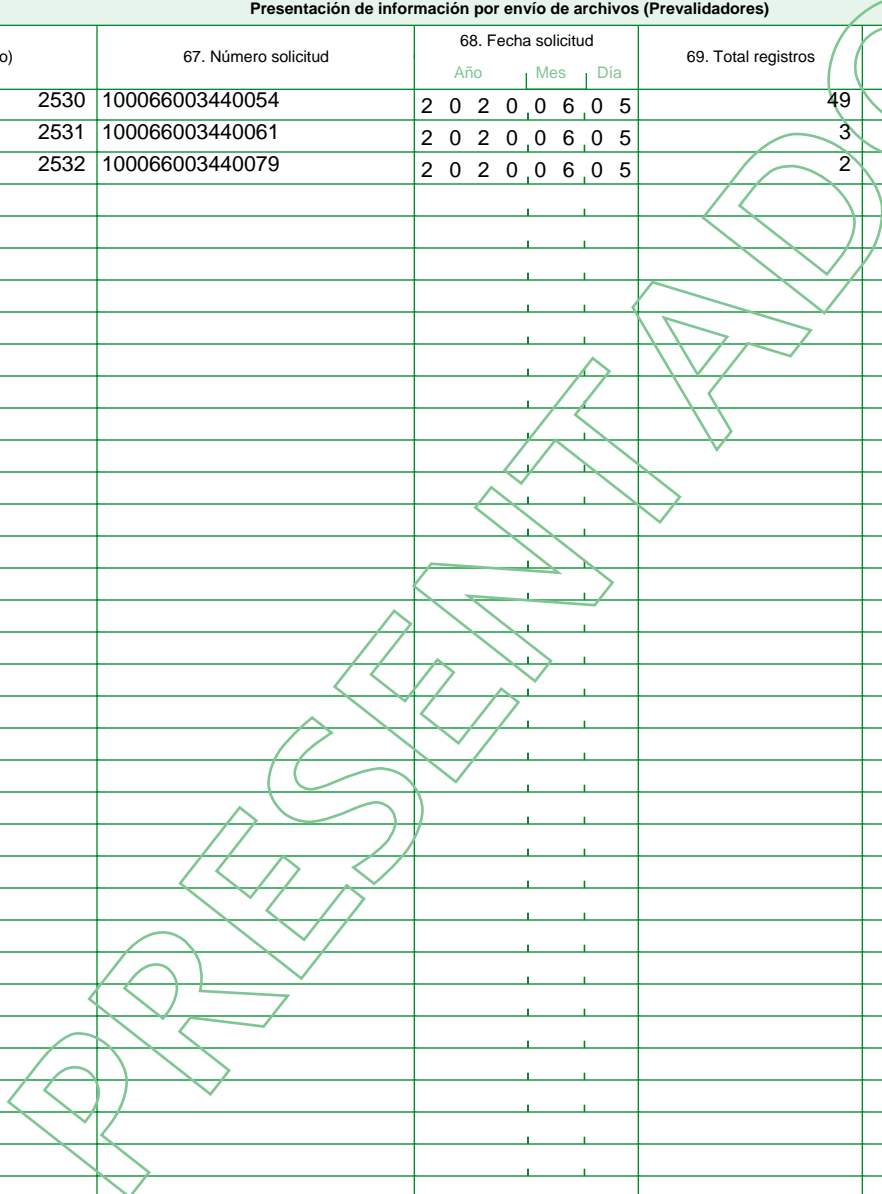 Presentación de información por envío de archivos (Prevalidadores)
o) 67. Número solicitud 68. Fecha solicitud 69. Total registros
Año Mes Día
2530 100066003440054 2 0 2 0 0 6 0 5 49
2531 100066003440061 2 0 2 0 0 6 0 5 3
2532 100066003440079 2 0 2 0 0 6 0 5 2
PRESENTADO